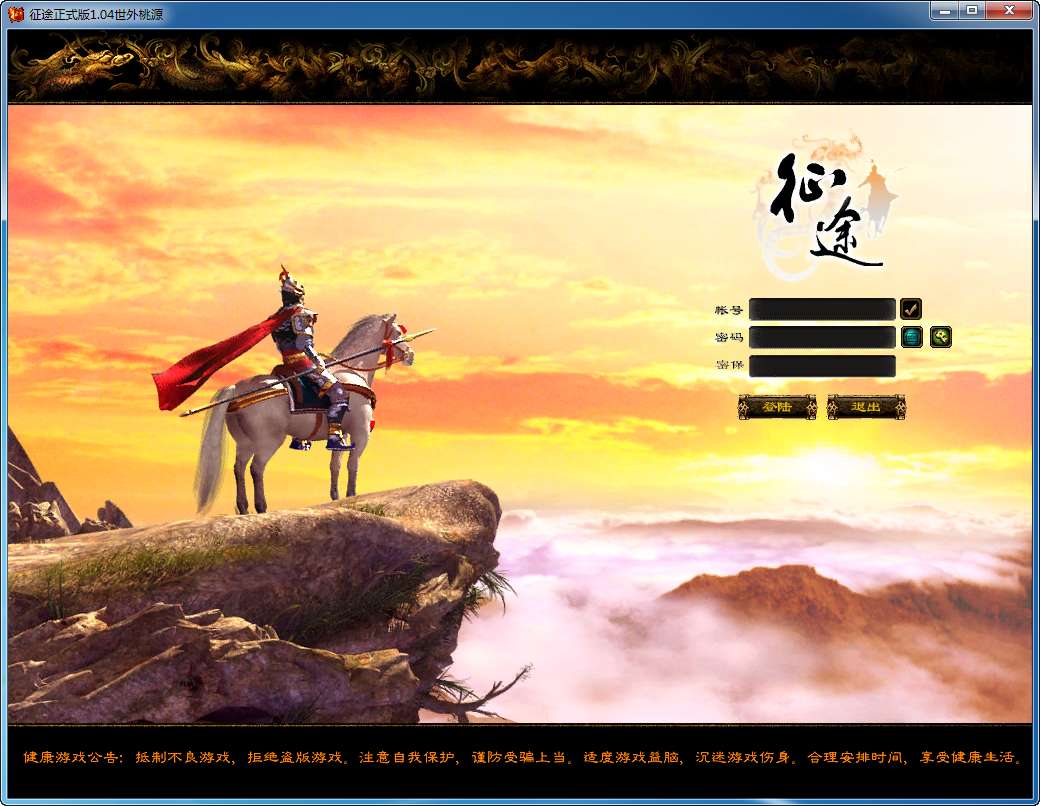 征途正式版1.04世外桃源
征途
帐号
密码
密保
登陆 退出
健康游戏公告：抵制不良游戏，拒绝盗版游戏。注意自我保护，谨防受骗上当。适度游戏益脑，沉迷游戏伤身。合理安排时间，享受健康生活。